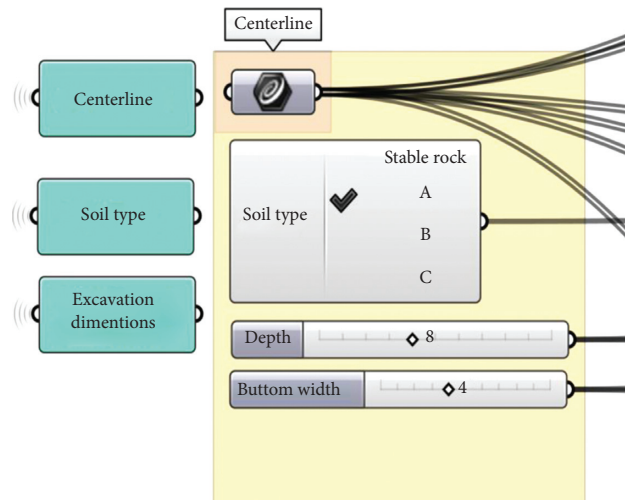 Centerline
Centerline
Stable rock
A
Soil type
Soil type
B
C
Excavation
dimentions
Depth
8
Buttom width
4